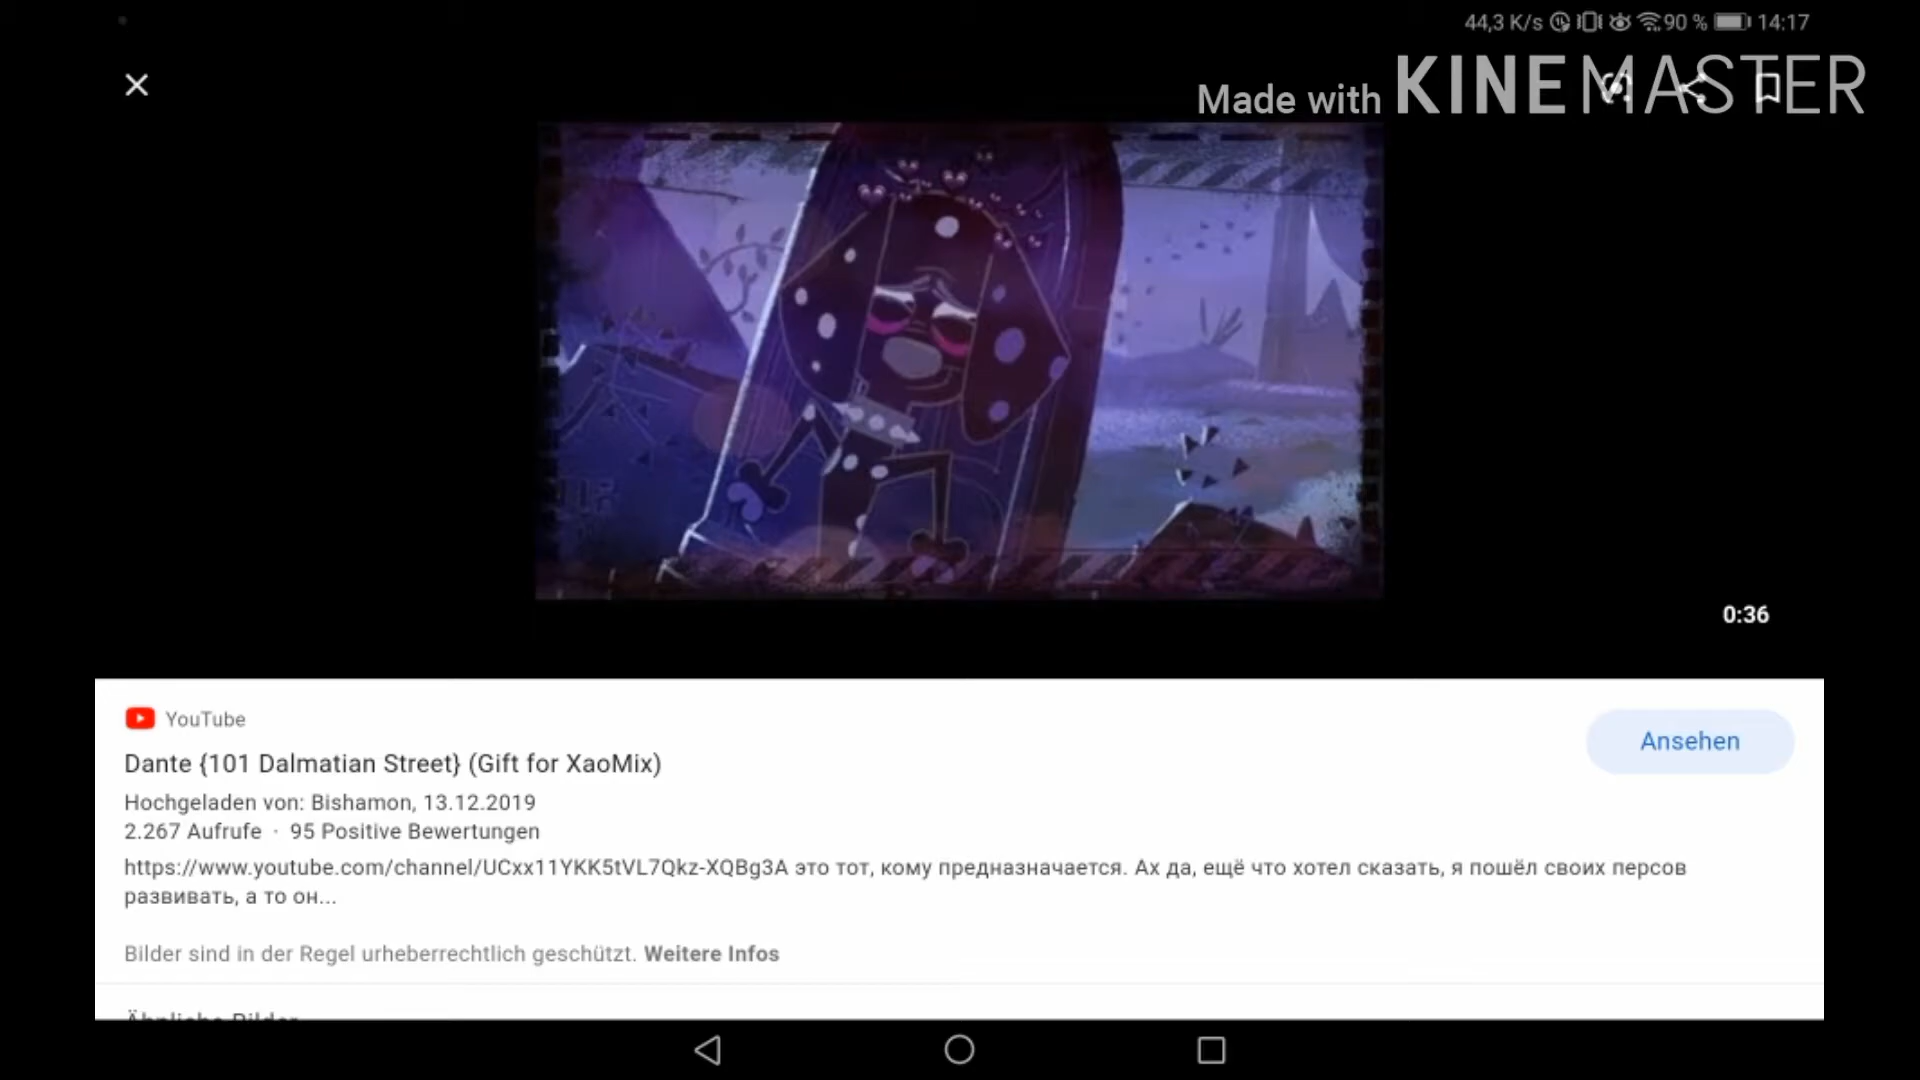 44,3 K/s 90 % 14:17
Made with KINEMASTER
0:36
YouTube
Ansehen
Dante {101 Dalmatian Street} (Gift for XaoMix)
Hochgeladen von: Bishamon, 13.12.2019
2.267 Aufrufe · 95 Positive Bewertungen
https://www.youtube.com/channel/UCxx11YKK5tVL7Qkz-XQBg3A это тот, кому предназначается. Ах да, ещё что хотел сказать, я пошёл своих персов
развивать, а то он...
Bilder sind in der Regel urheberrechtlich geschützt. Weitere Infos
Ähnliche Bilder